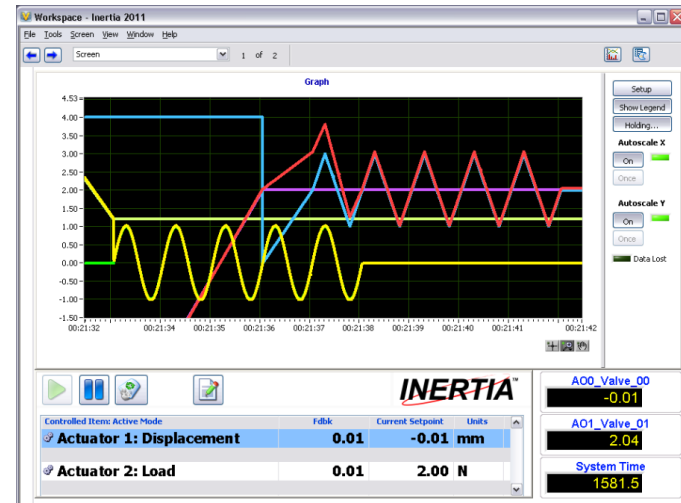 Workspace - Inertia 2011
File Tools Screen View Window Help
Screen 1 of 2
Graph
4.53
4.00
3.50
3.00
2.50
2.00
1.50
1.00
0.50
0.00
-0.50
-1.00
-1.50
00:21:32 00:21:34 00:21:35 00:21:36 00:21:37 00:21:38 00:21:39 00:21:40 00:21:41 00:21:42
Setup
Show Legend
Holding...
Autoscale X
On
Once
Autoscale Y
On
Once
Data Lost
INERTIA™
Controlled Item: Active Mode Fdbk Current Setpoint Units
Actuator 1: Displacement 0.01 -0.01 mm
Actuator 2: Load 0.01 2.00 N
AO0_Valve_00
-0.01
AO1_Valve_01
2.04
System Time
1581.5